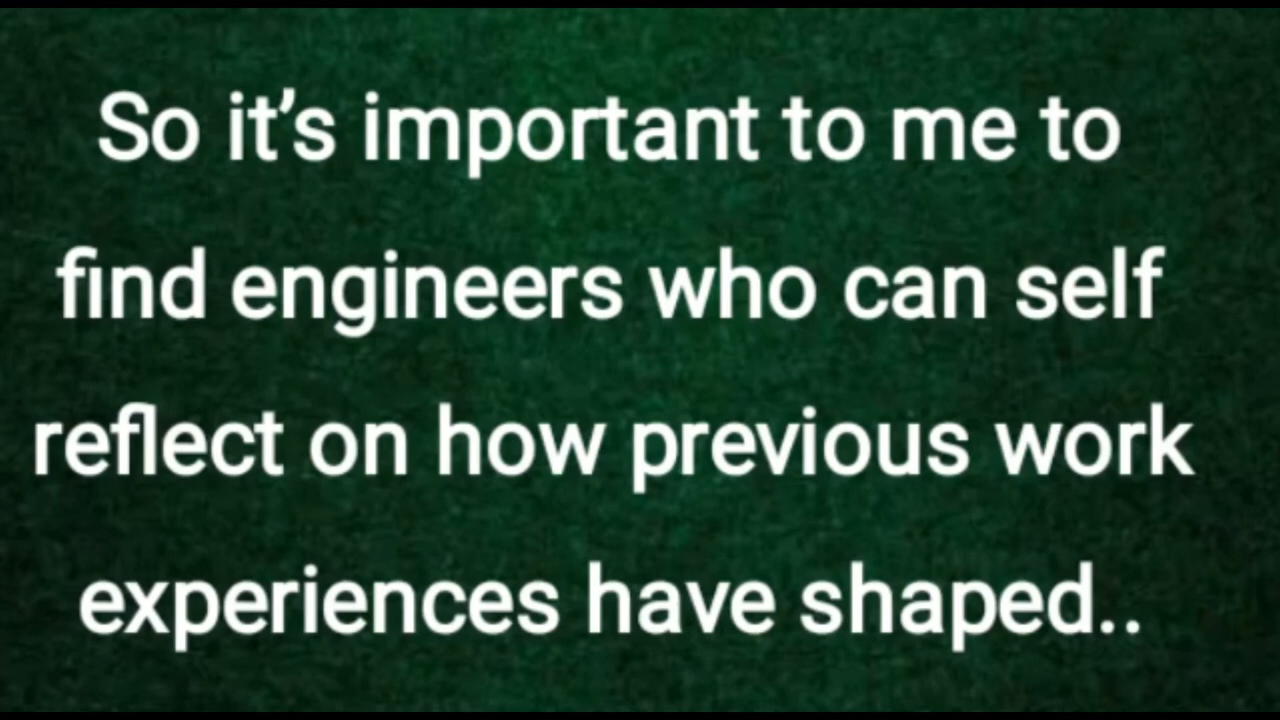 So it’s important to me to
find engineers who can self
reflect on how previous work
experiences have shaped..